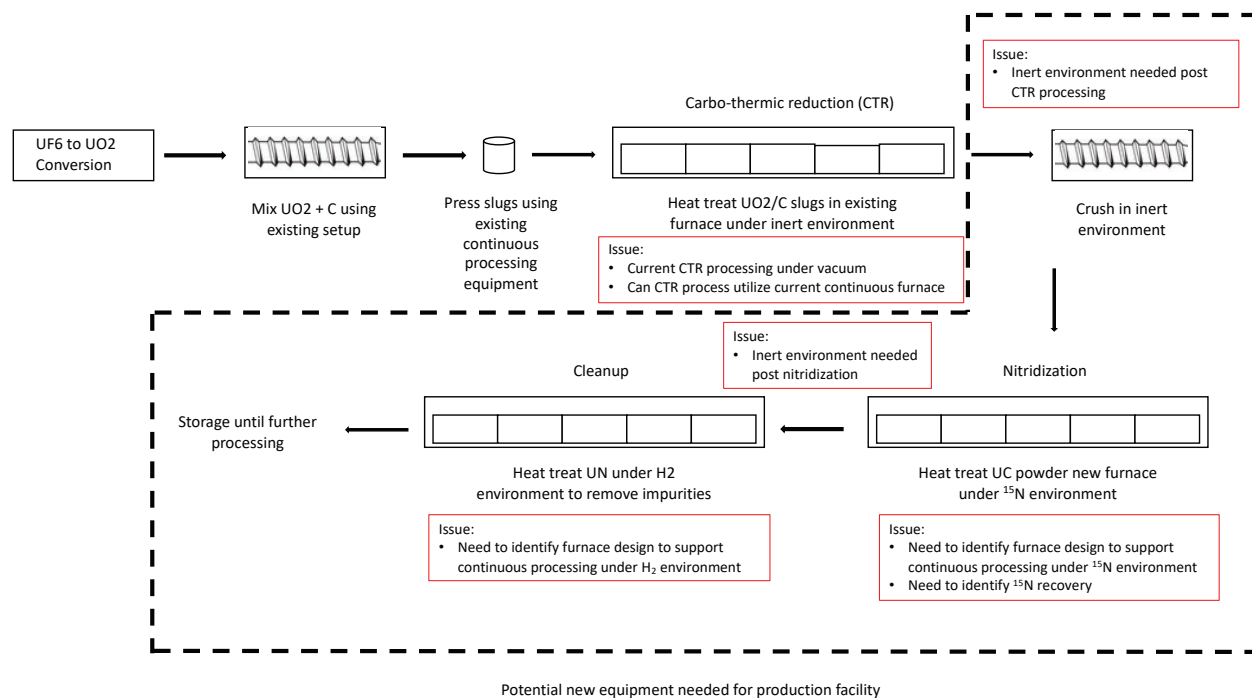 UF6 to UO2
Conversion
Mix UO2 + C using
existing setup
Press slugs using
existing
continuous
processing
equipment
Carbo-thermic reduction (CTR)
Heat treat UO2/C slugs in existing
furnace under inert environment
Issue:
• Current CTR processing under vacuum
• Can CTR process utilize current continuous furnace
Issue:
• Inert environment needed post
CTR processing
Crush in inert
environment
Nitridization
Heat treat UC powder new furnace
under ¹⁵N environment
Issue:
• Need to identify furnace design to support
continuous processing under ¹⁵N environment
• Need to identify ¹⁵N recovery
Issue:
• Inert environment needed
post nitridization
Cleanup
Heat treat UN under H2
environment to remove impurities
Issue:
• Need to identify furnace design to support
continuous processing under H₂ environment
Storage until further
processing
Potential new equipment needed for production facility